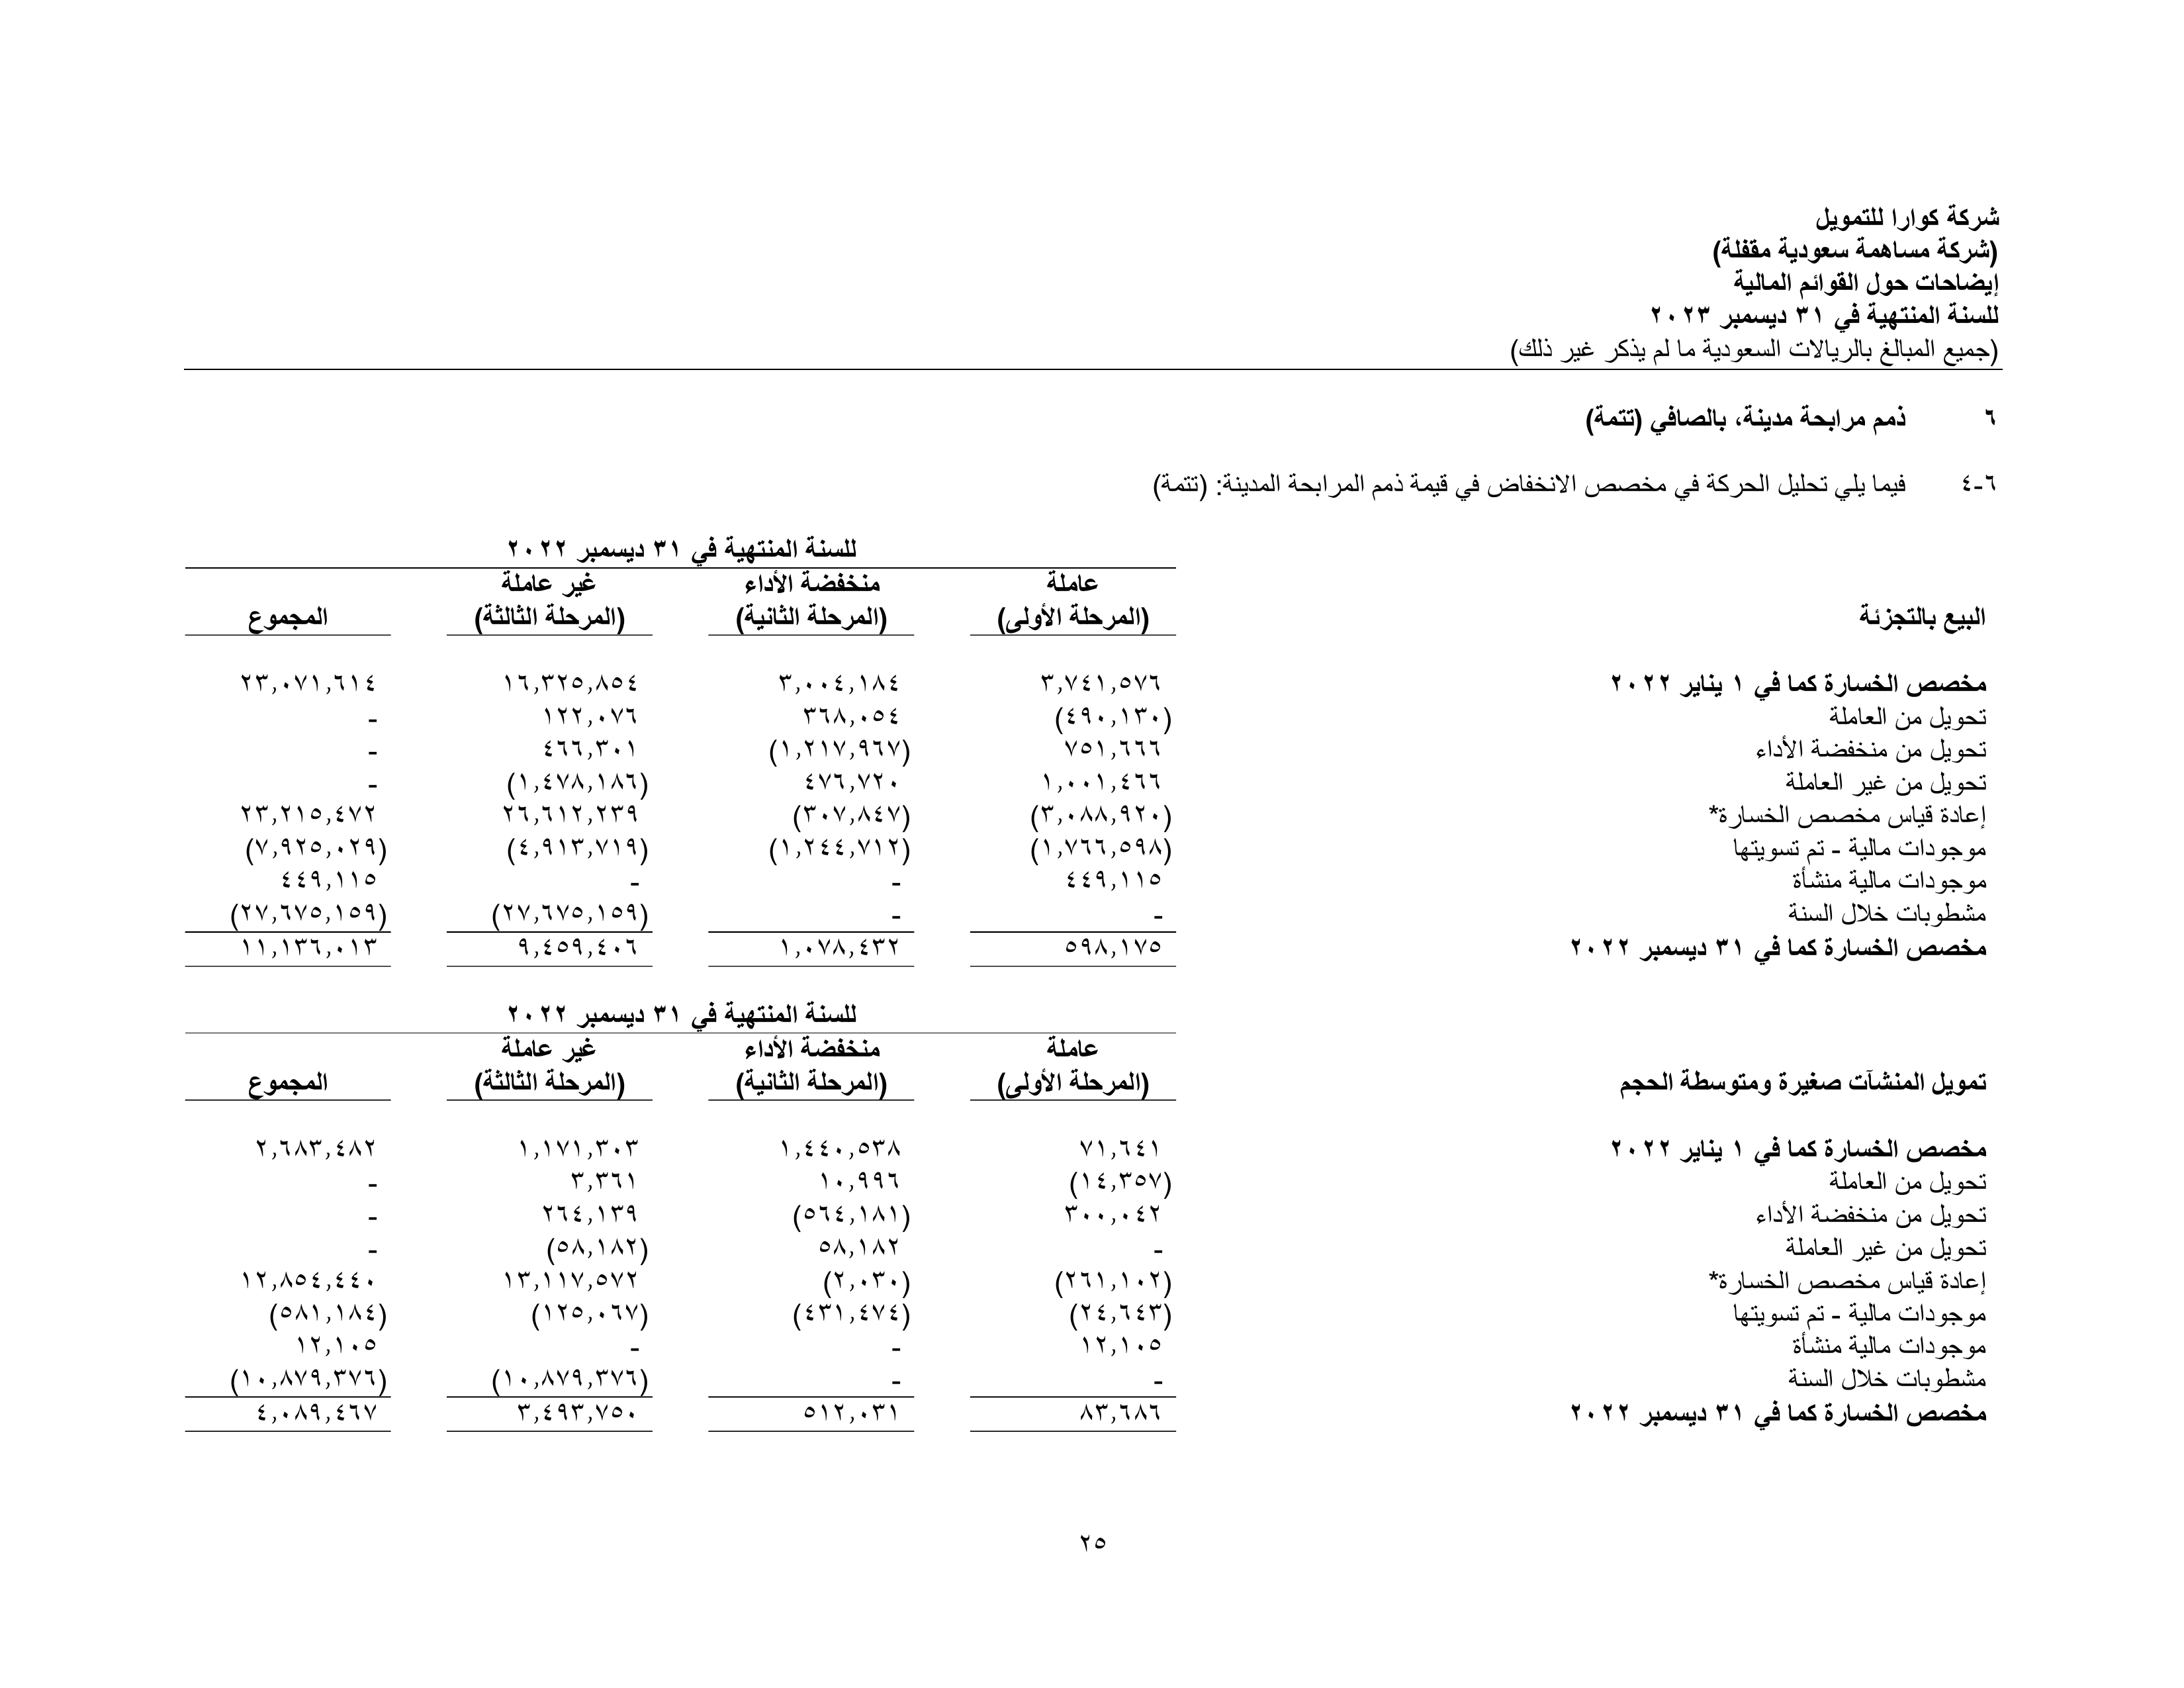 شركة كوارا للتمويل
(شركة مساهمة سعودية مقفلة)
إيضاحات حول القوائم المالية
للسنة المنتهية في ٣١ ديسمبر ٢٠٢٣
(جميع المبالغ بالريالات السعودية ما لم يذكر غير ذلك)
٦ ذمم مرابحة مدينة، بالصافي (تتمة)
٦-٤ فيما يلي تحليل الحركة في مخصص الانخفاض في قيمة ذمم المرابحة المدينة: (تتمة)
للسنة المنتهية في ٣١ ديسمبر ٢٠٢٢
عاملة منخفضة الأداء غير عاملة
البيع بالتجزئة (المرحلة الأولى) (المرحلة الثانية) (المرحلة الثالثة) المجموع
مخصص الخسارة كما في ١ يناير ٢٠٢٢ ٣,٧٤١,٥٧٦ ٣,٠٠٤,١٨٤ ١٦,٣٢٥,٨٥٤ ٢٣,٠٧١,٦١٤
تحويل من العاملة (٤٩٠,١٣٠) ٣٦٨,٠٥٤ ١٢٢,٠٧٦ -
تحويل من منخفضة الأداء ٧٥١,٦٦٦ (١,٢١٧,٩٦٧) ٤٦٦,٣٠١ -
تحويل من غير العاملة ١,٠٠١,٤٦٦ ٤٧٦,٧٢٠ (١,٤٧٨,١٨٦) -
إعادة قياس مخصص الخسارة* (٣,٠٨٨,٩٢٠) (٣٠٧,٨٤٧) ٢٦,٦١٢,٢٣٩ ٢٣,٢١٥,٤٧٢
موجودات مالية - تم تسويتها (١,٧٦٦,٥٩٨) (١,٢٤٤,٧١٢) (٤,٩١٣,٧١٩) (٧,٩٢٥,٠٢٩)
موجودات مالية منشأة ٤٤٩,١١٥ - - ٤٤٩,١١٥
مشطوبات خلال السنة - - (٢٧,٦٧٥,١٥٩) (٢٧,٦٧٥,١٥٩)
مخصص الخسارة كما في ٣١ ديسمبر ٢٠٢٢ ٥٩٨,١٧٥ ١,٠٧٨,٤٣٢ ٩,٤٥٩,٤٠٦ ١١,١٣٦,٠١٣
للسنة المنتهية في ٣١ ديسمبر ٢٠٢٢
عاملة منخفضة الأداء غير عاملة
تمويل المنشآت صغيرة ومتوسطة الحجم (المرحلة الأولى) (المرحلة الثانية) (المرحلة الثالثة) المجموع
مخصص الخسارة كما في ١ يناير ٢٠٢٢ ٧١,٦٤١ ١,٤٤٠,٥٣٨ ١,١٧١,٣٠٣ ٢,٦٨٣,٤٨٢
تحويل من العاملة (١٤,٣٥٧) ١٠,٩٩٦ ٣,٣٦١ -
تحويل من منخفضة الأداء ٣٠٠,٠٤٢ (٥٦٤,١٨١) ٢٦٤,١٣٩ -
تحويل من غير العاملة - ٥٨,١٨٢ (٥٨,١٨٢) -
إعادة قياس مخصص الخسارة* (٢٦١,١٠٢) (٢,٠٣٠) ١٣,١١٧,٥٧٢ ١٢,٨٥٤,٤٤٠
موجودات مالية - تم تسويتها (٢٤,٦٤٣) (٤٣١,٤٧٤) (١٢٥,٠٦٧) (٥٨١,١٨٤)
موجودات مالية منشأة ١٢,١٠٥ - - ١٢,١٠٥
مشطوبات خلال السنة - - (١٠,٨٧٩,٣٧٦) (١٠,٨٧٩,٣٧٦)
مخصص الخسارة كما في ٣١ ديسمبر ٢٠٢٢ ٨٣,٦٨٦ ٥١٢,٠٣١ ٣,٤٩٣,٧٥٠ ٤,٠٨٩,٤٦٧
٢٥